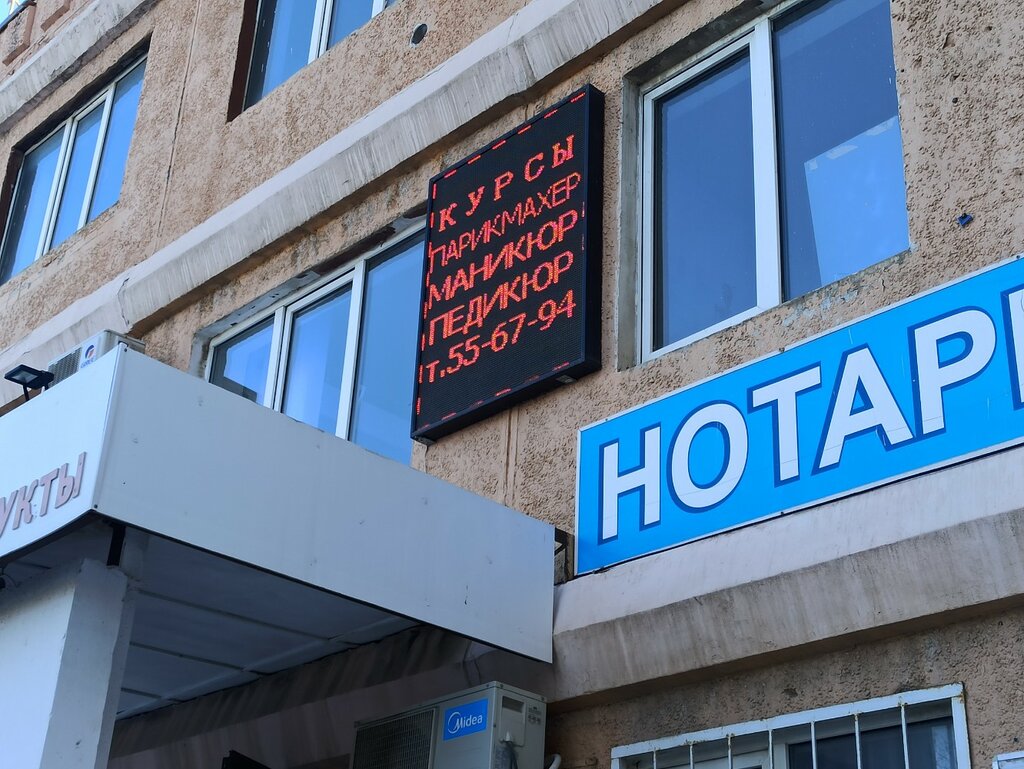 КУРСЫ
ПАРИКМАХЕР
МАНИКЮР
ПЕДИКЮР
т.55-67-94
НОТАР
УКТЫ
Midea